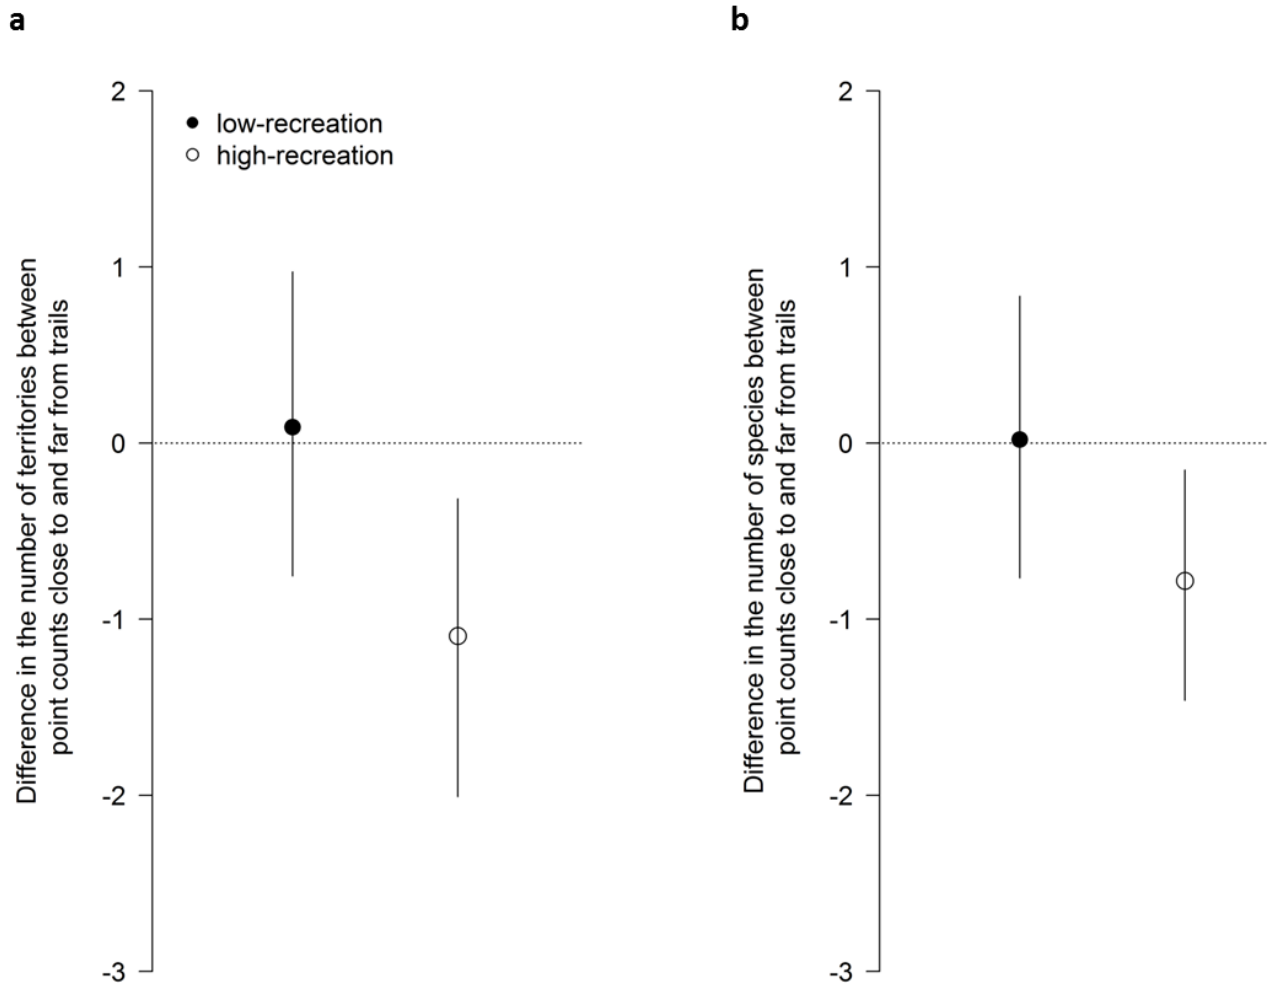 a
2
1
0
-1
-2
-3
low-recreation
high-recreation
Difference in the number of territories between
point counts close to and far from trails
b
2
1
0
-1
-2
-3
Difference in the number of species between
point counts close to and far from trails